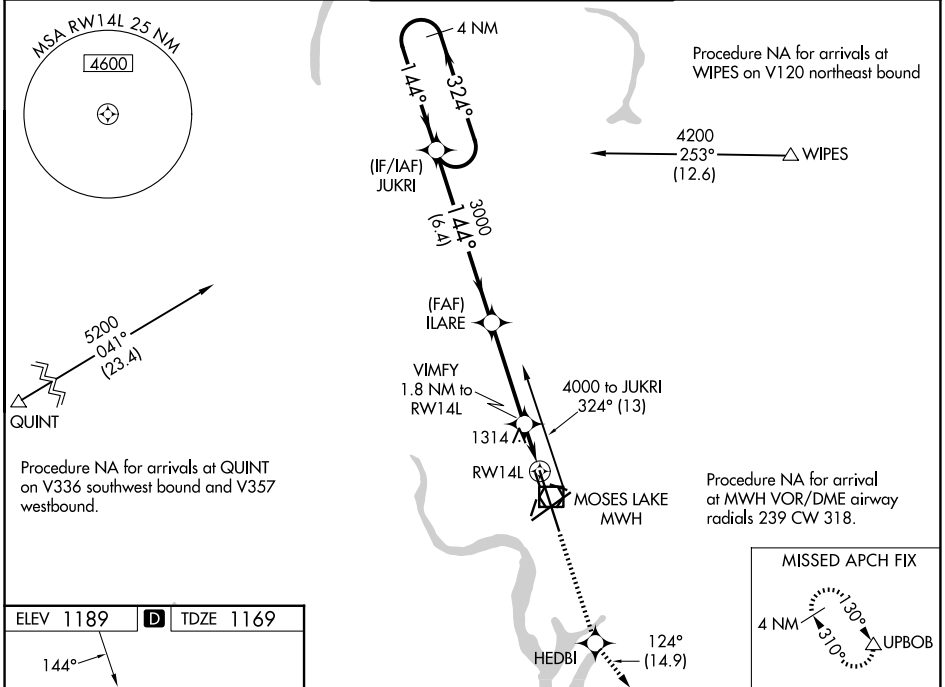 MSA RW14L 25 NM
4600
4 NM
144°
324°
(IF/IAF)
JUKRI
Procedure NA for arrivals at
WIPES on V120 northeast bound
4200
253°
(12.6)
WIPES
3000
144°
(6.4)
5200
041°
(23.4)
QUINT
(FAF)
ILARE
VIMFY
1.8 NM to
RW14L
4000 to JUKRI
324° (13)
1314
RW14L
MOSES LAKE
MWH
Procedure NA for arrivals at QUINT
on V336 southwest bound and V357
westbound.
Procedure NA for arrival
at MWH VOR/DME airway
radials 239 CW 318.
MISSED APCH FIX
4 NM
130°
310°
UPBOB
HEDBI
124°
(14.9)
ELEV 1189
D
TDZE 1169
144°